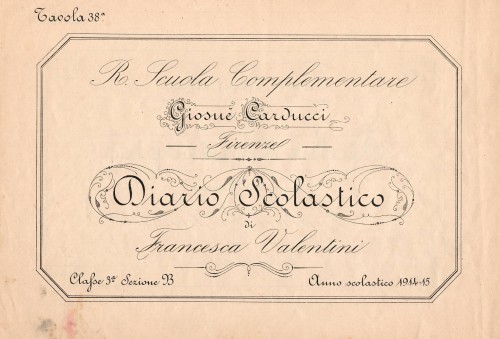 Tavola 38ª
R. Scuola Complementare
Giosuè Carducci
Firenze
Diario Scolastico
di
Francesca Valentini
Claſse 3ª Sezione B
Anno scolastico 1914-15